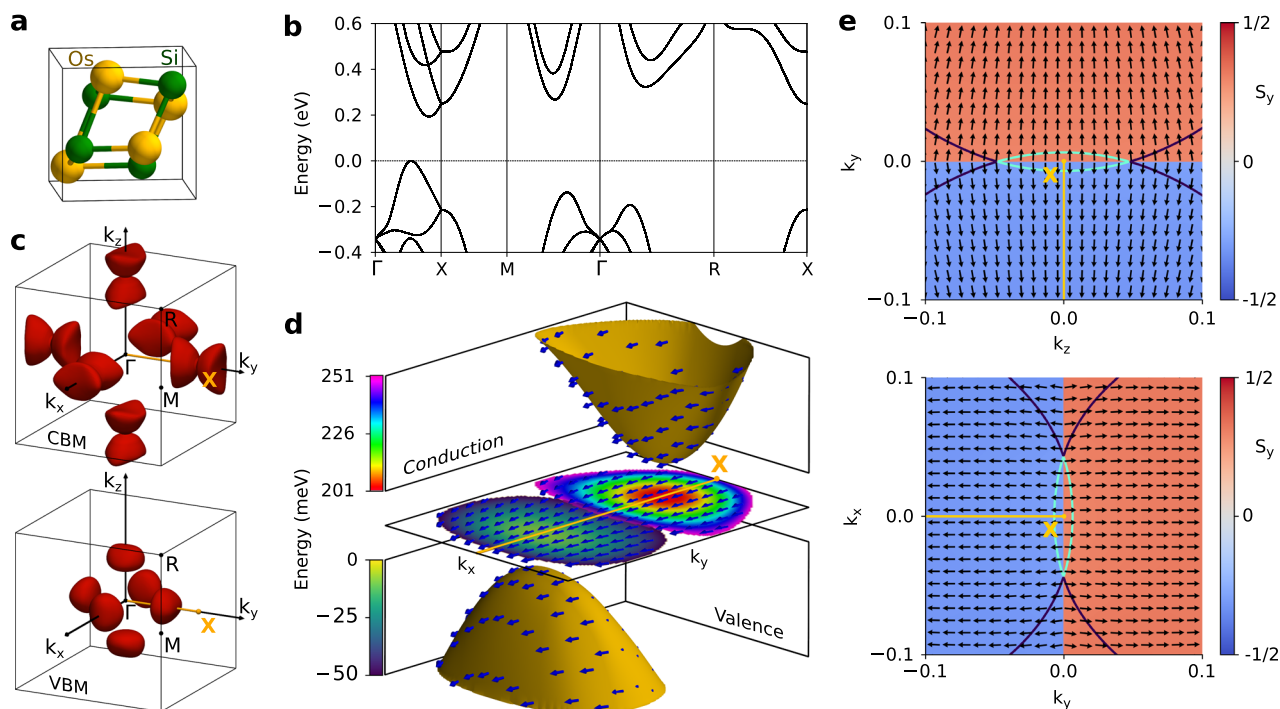 a
Os
Si
b
0.6
0.4
0.2
0.0
−0.2
−0.4
Energy (eV)
Γ
X
M
Γ
R
X
c
k_z
R
Γ
k_y
X
k_x
M
CBM
k_z
R
Γ
k_y
X
k_x
M
VBM
d
251
226
201
0
−25
−50
Energy (meV)
Conduction
X
k_x
k_y
Valence
e
0.1
0.0
−0.1
k_y
X
−0.1
0.0
0.1
k_z
1/2
0
-1/2
S_y
0.1
0.0
−0.1
k_x
X
−0.1
0.0
0.1
k_y
1/2
0
-1/2
S_y